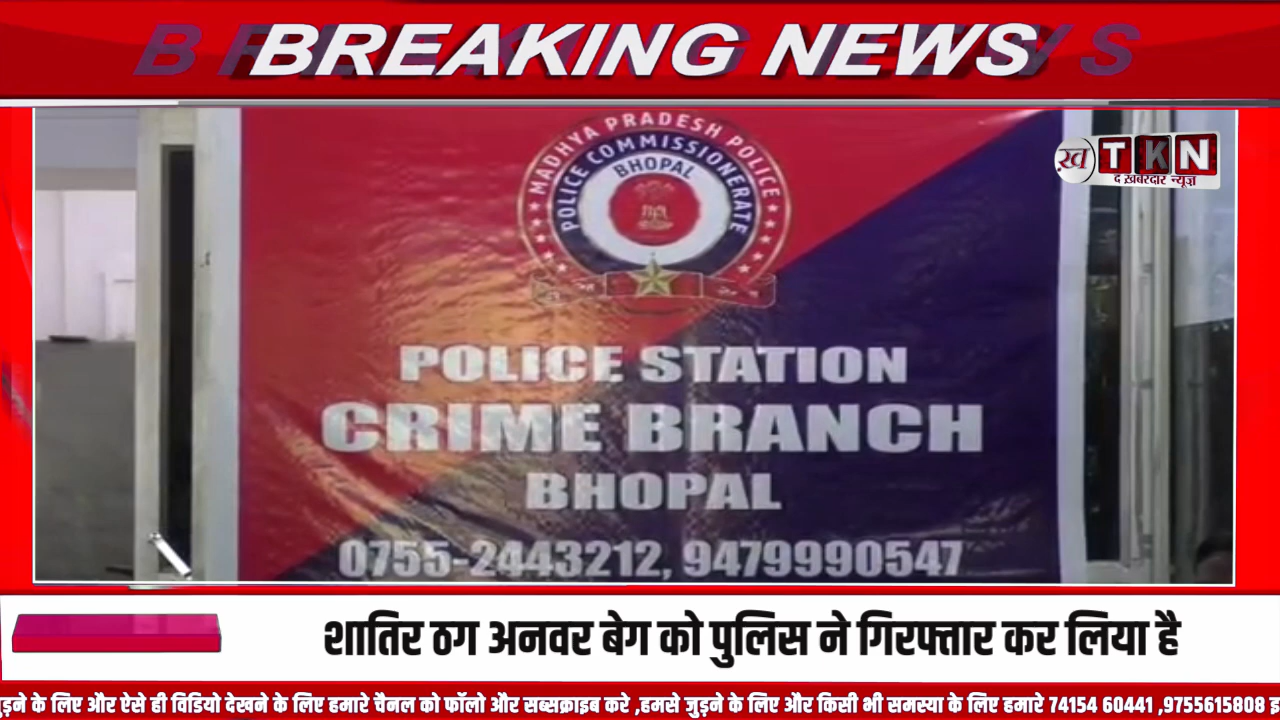 BREAKING NEWS
MADHYA PRADESH POLICE
POLICE COMMISSIONERATE
BHOPAL
ख़ TKN
द ख़बरदार न्यूज़
POLICE STATION
CRIME BRANCH
BHOPAL
0755-2443212, 9479990547
शातिर ठग अनवर बेग को पुलिस ने गिरफ्तार कर लिया है
के लिए और ऐसे ही विडियो देखने के लिए हमारे चैनल को फॉलो और सब्सक्राइब करे ,हमसे जुड़ने के लिए और किसी भी समस्या के लिए हमारे 74154 60441 ,9755615808